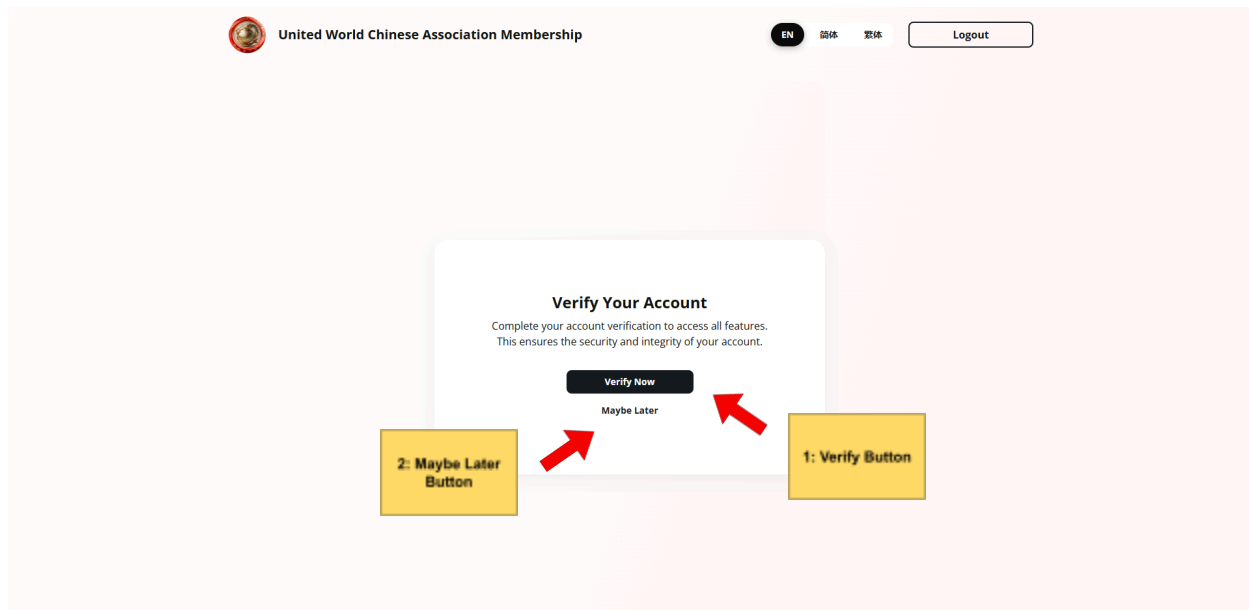 United World Chinese Association Membership
EN
简体
繁体
Logout
Verify Your Account
Complete your account verification to access all features.
This ensures the security and integrity of your account.
Verify Now
Maybe Later
2: Maybe Later
Button
1: Verify Button